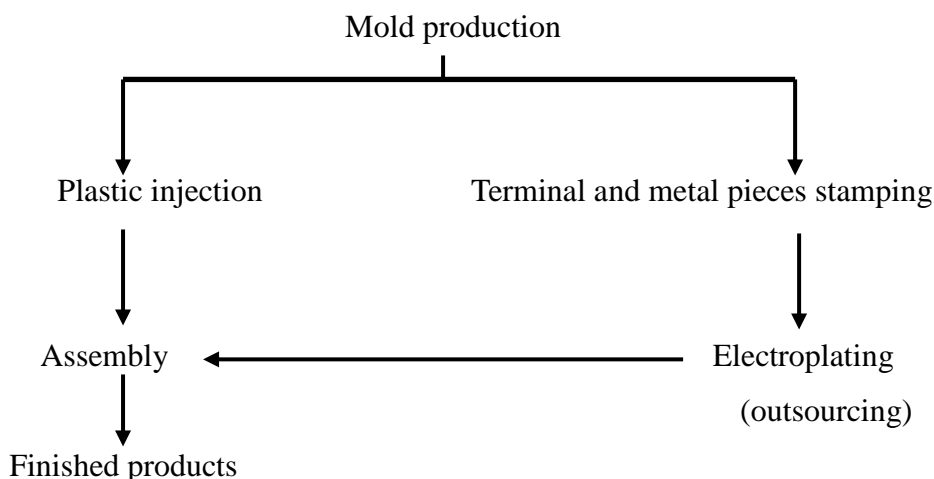 Mold production
Plastic injection
Terminal and metal pieces stamping
Assembly
Electroplating
(outsourcing)
Finished products